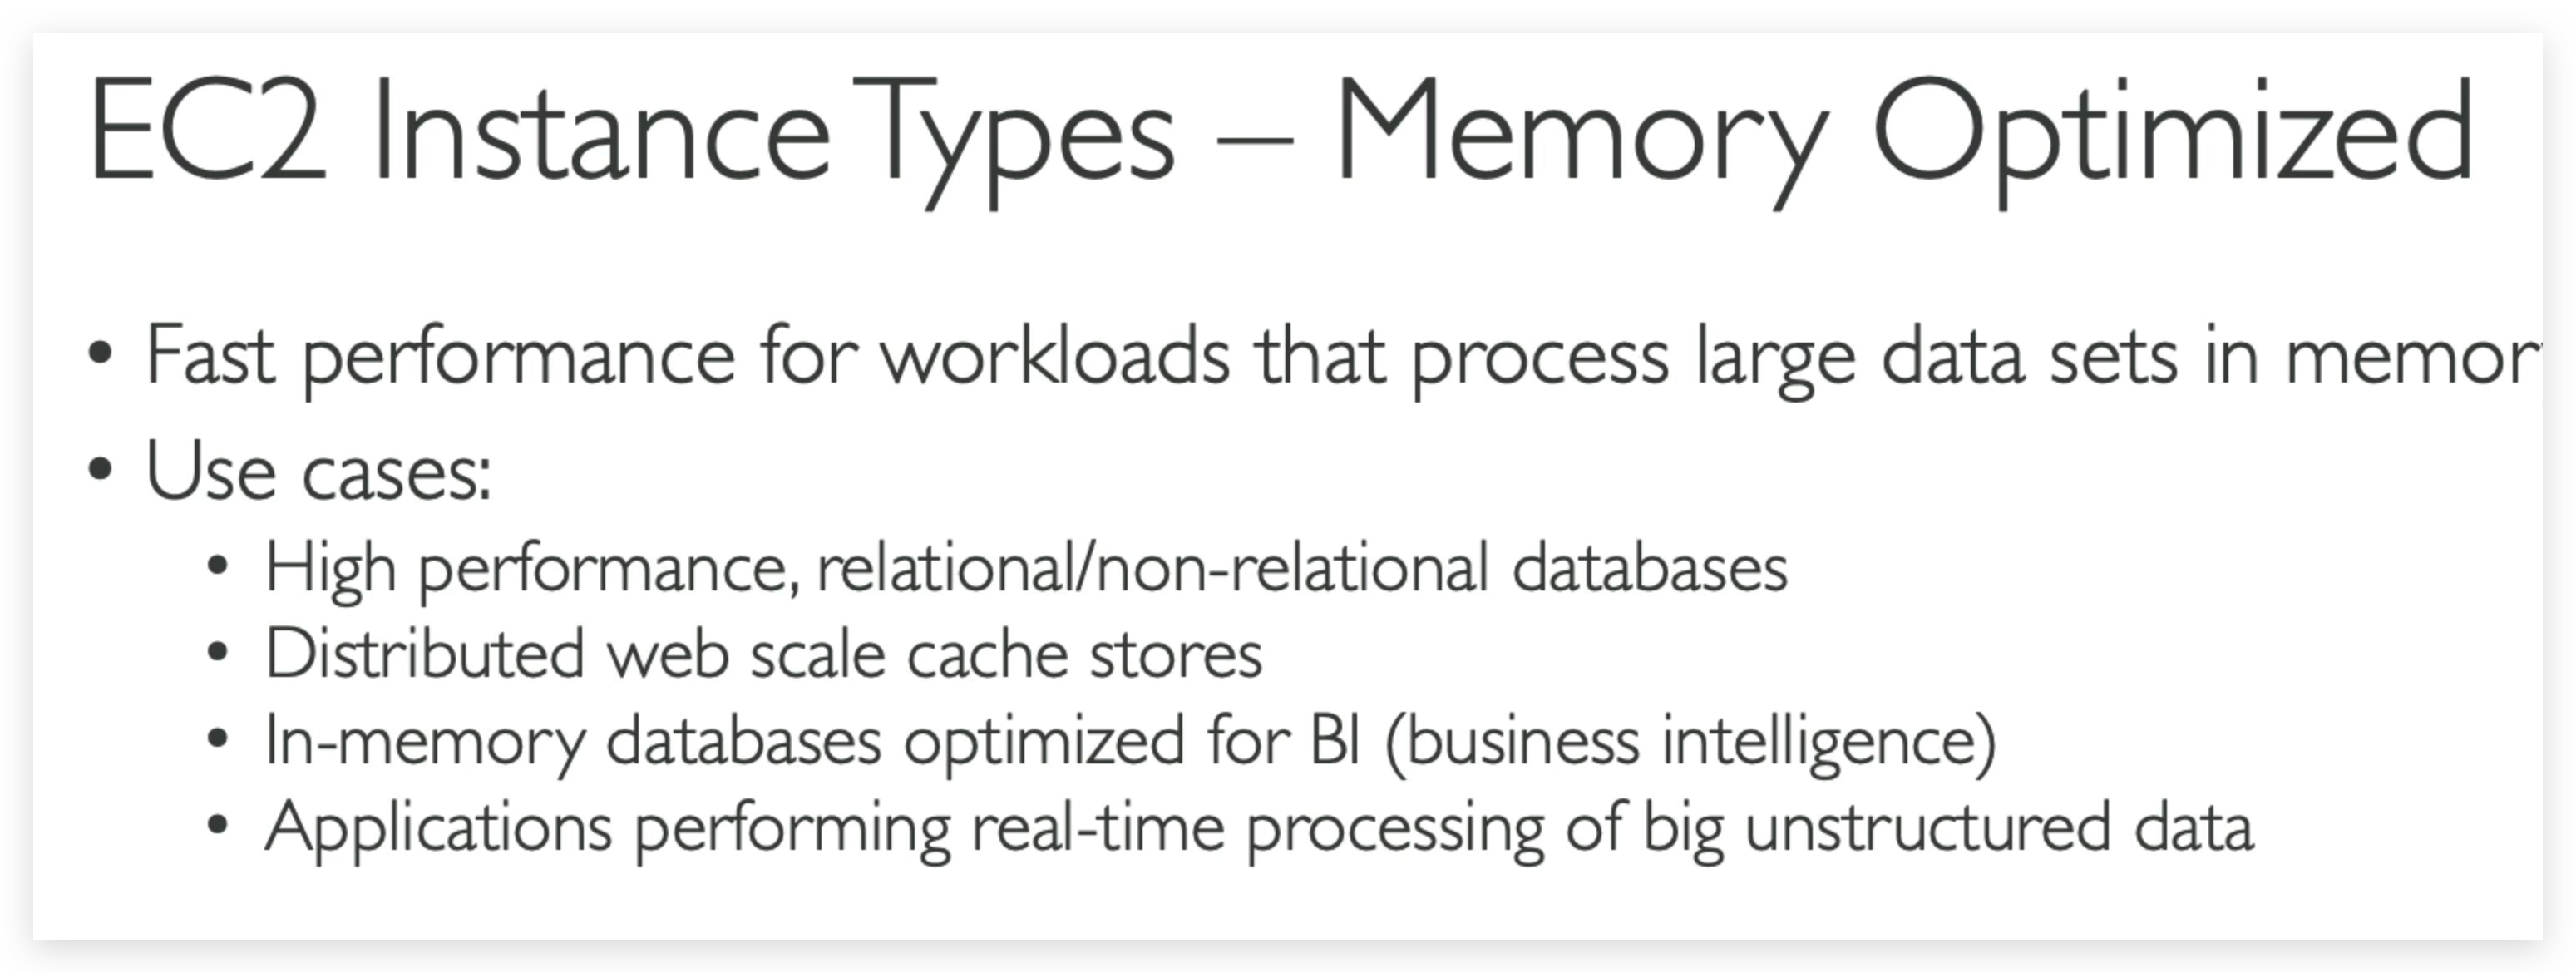 EC2 Instance Types – Memory Optimized
• Fast performance for workloads that process large data sets in memor
• Use cases:
• High performance, relational/non-relational databases
• Distributed web scale cache stores
• In-memory databases optimized for BI (business intelligence)
• Applications performing real-time processing of big unstructured data